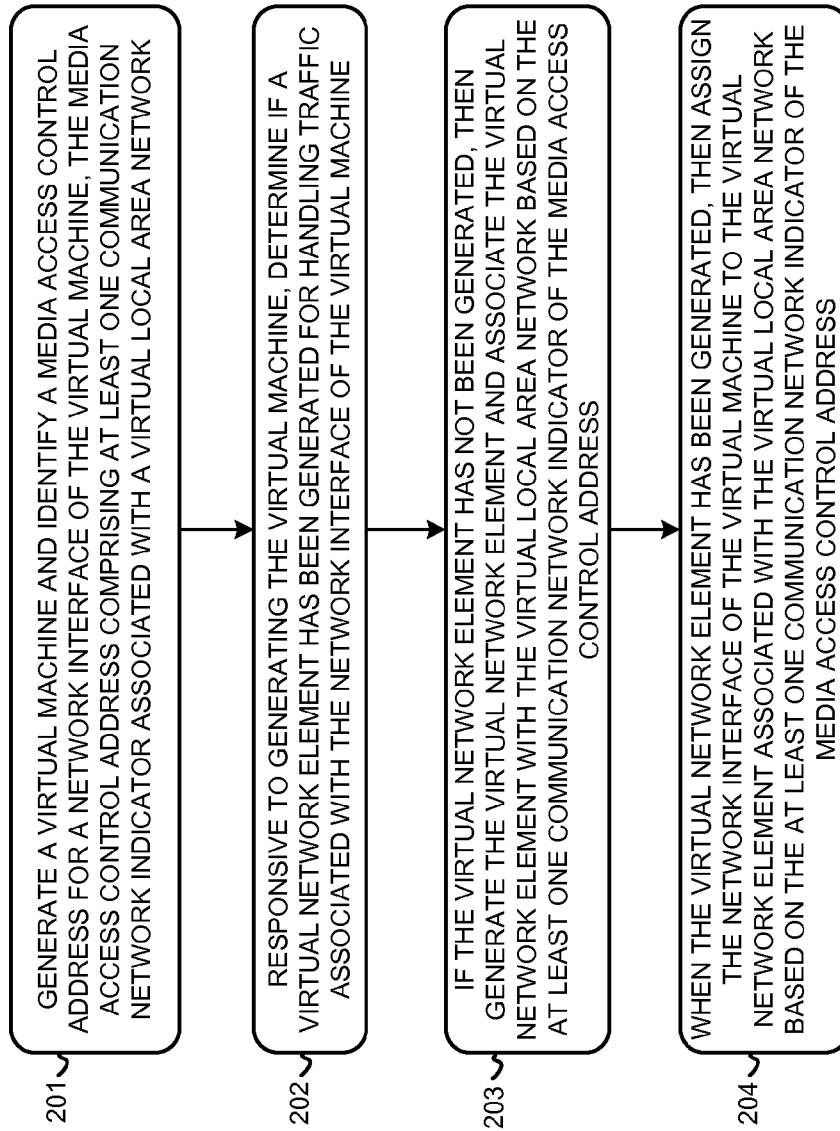 201
GENERATE A VIRTUAL MACHINE AND IDENTIFY A MEDIA ACCESS CONTROL
ADDRESS FOR A NETWORK INTERFACE OF THE VIRTUAL MACHINE, THE MEDIA
ACCESS CONTROL ADDRESS COMPRISING AT LEAST ONE COMMUNICATION
NETWORK INDICATOR ASSOCIATED WITH A VIRTUAL LOCAL AREA NETWORK
202
RESPONSIVE TO GENERATING THE VIRTUAL MACHINE, DETERMINE IF A
VIRTUAL NETWORK ELEMENT HAS BEEN GENERATED FOR HANDLING TRAFFIC
ASSOCIATED WITH THE NETWORK INTERFACE OF THE VIRTUAL MACHINE
203
IF THE VIRTUAL NETWORK ELEMENT HAS NOT BEEN GENERATED, THEN
GENERATE THE VIRTUAL NETWORK ELEMENT AND ASSOCIATE THE VIRTUAL
NETWORK ELEMENT WITH THE VIRTUAL LOCAL AREA NETWORK BASED ON THE
AT LEAST ONE COMMUNICATION NETWORK INDICATOR OF THE MEDIA ACCESS
CONTROL ADDRESS
204
WHEN THE VIRTUAL NETWORK ELEMENT HAS BEEN GENERATED, THEN ASSIGN
THE NETWORK INTERFACE OF THE VIRTUAL MACHINE TO THE VIRTUAL
NETWORK ELEMENT ASSOCIATED WITH THE VIRTUAL LOCAL AREA NETWORK
BASED ON THE AT LEAST ONE COMMUNICATION NETWORK INDICATOR OF THE
MEDIA ACCESS CONTROL ADDRESS